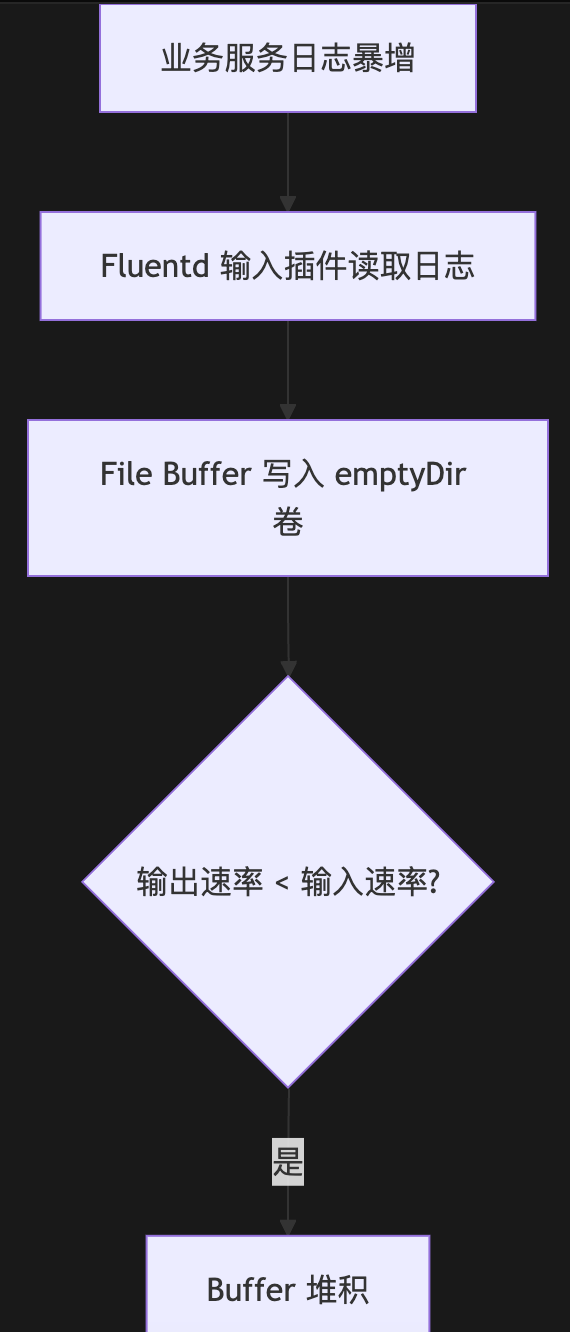 业务服务日志暴增
Fluentd 输入插件读取日志
File Buffer 写入 emptyDir
卷
输出速率 < 输入速率?
是
Buffer 堆积